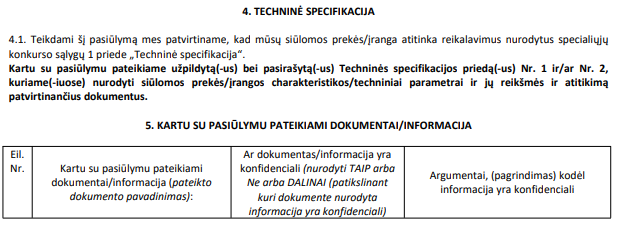 4. TECHNINĖ SPECIFIKACIJA
4.1. Teikdami šį pasiūlymą mes patvirtiname, kad mūsų siūlomos prekės/įranga atitinka reikalavimus nurodytus specialiųjų
konkurso sąlygų 1 priede „Techninė specifikacija“.
Kartu su pasiūlymu pateikiame užpildytą(-us) bei pasirašytą(-us) Techninės specifikacijos priedą(-us) Nr. 1 ir/ar Nr. 2,
kuriame(-iuose) nurodyti siūlomos prekės/įrangos charakteristikos/techniniai parametrai ir jų reikšmės ir atitikimą
patvirtinančius dokumentus.
5. KARTU SU PASIŪLYMU PATEIKIAMI DOKUMENTAI/INFORMACIJA
Eil.
Nr.
Kartu su pasiūlymu pateikiami
dokumentai/informacija (pateikto
dokumento pavadinimas):
Ar dokumentas/informacija yra
konfidenciali (nurodyti TAIP arba
Ne arba DALINAI (patikslinant
kuri dokumente nurodyta
informacija yra konfidenciali)
Argumentai, (pagrindimas) kodėl
informacija yra konfidenciali